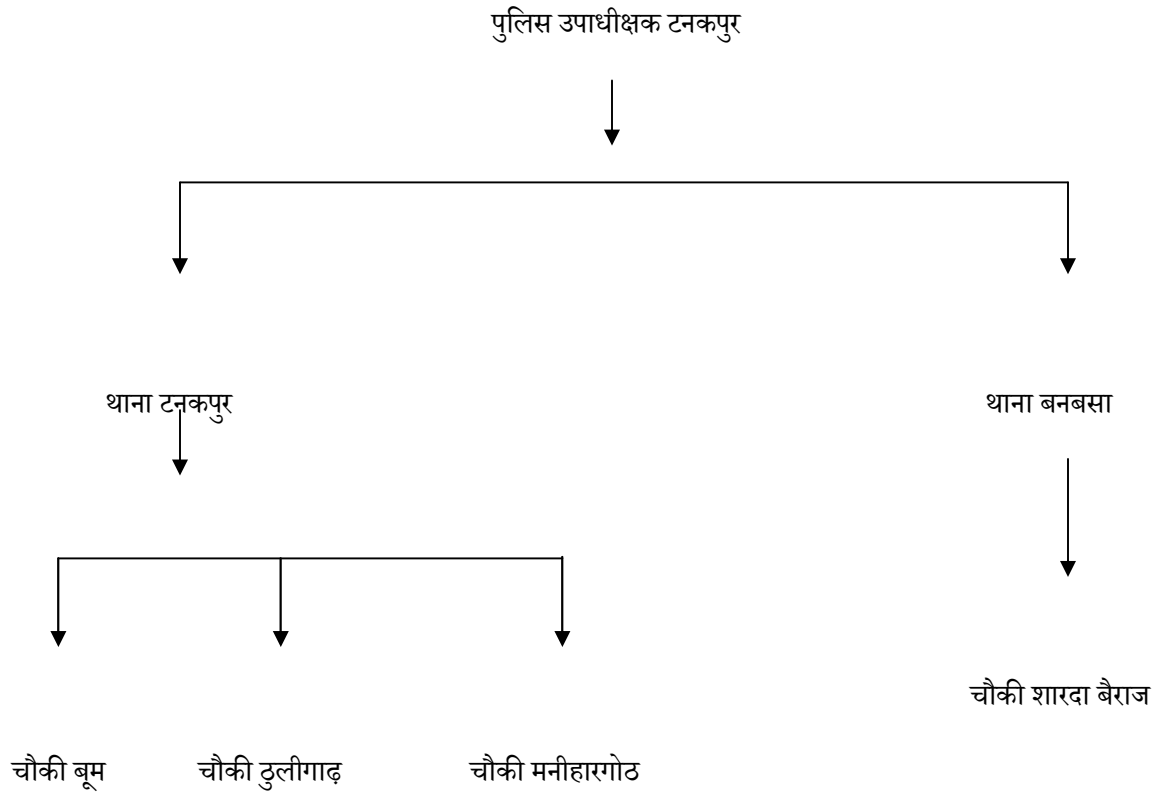 पुलिस उपाधीक्षक टनकपुर
थाना टनकपुर
थाना बनबसा
चौकी शारदा बैराज
चौकी बूम
चौकी ठुलीगाढ़
चौकी मनीहारगोठ